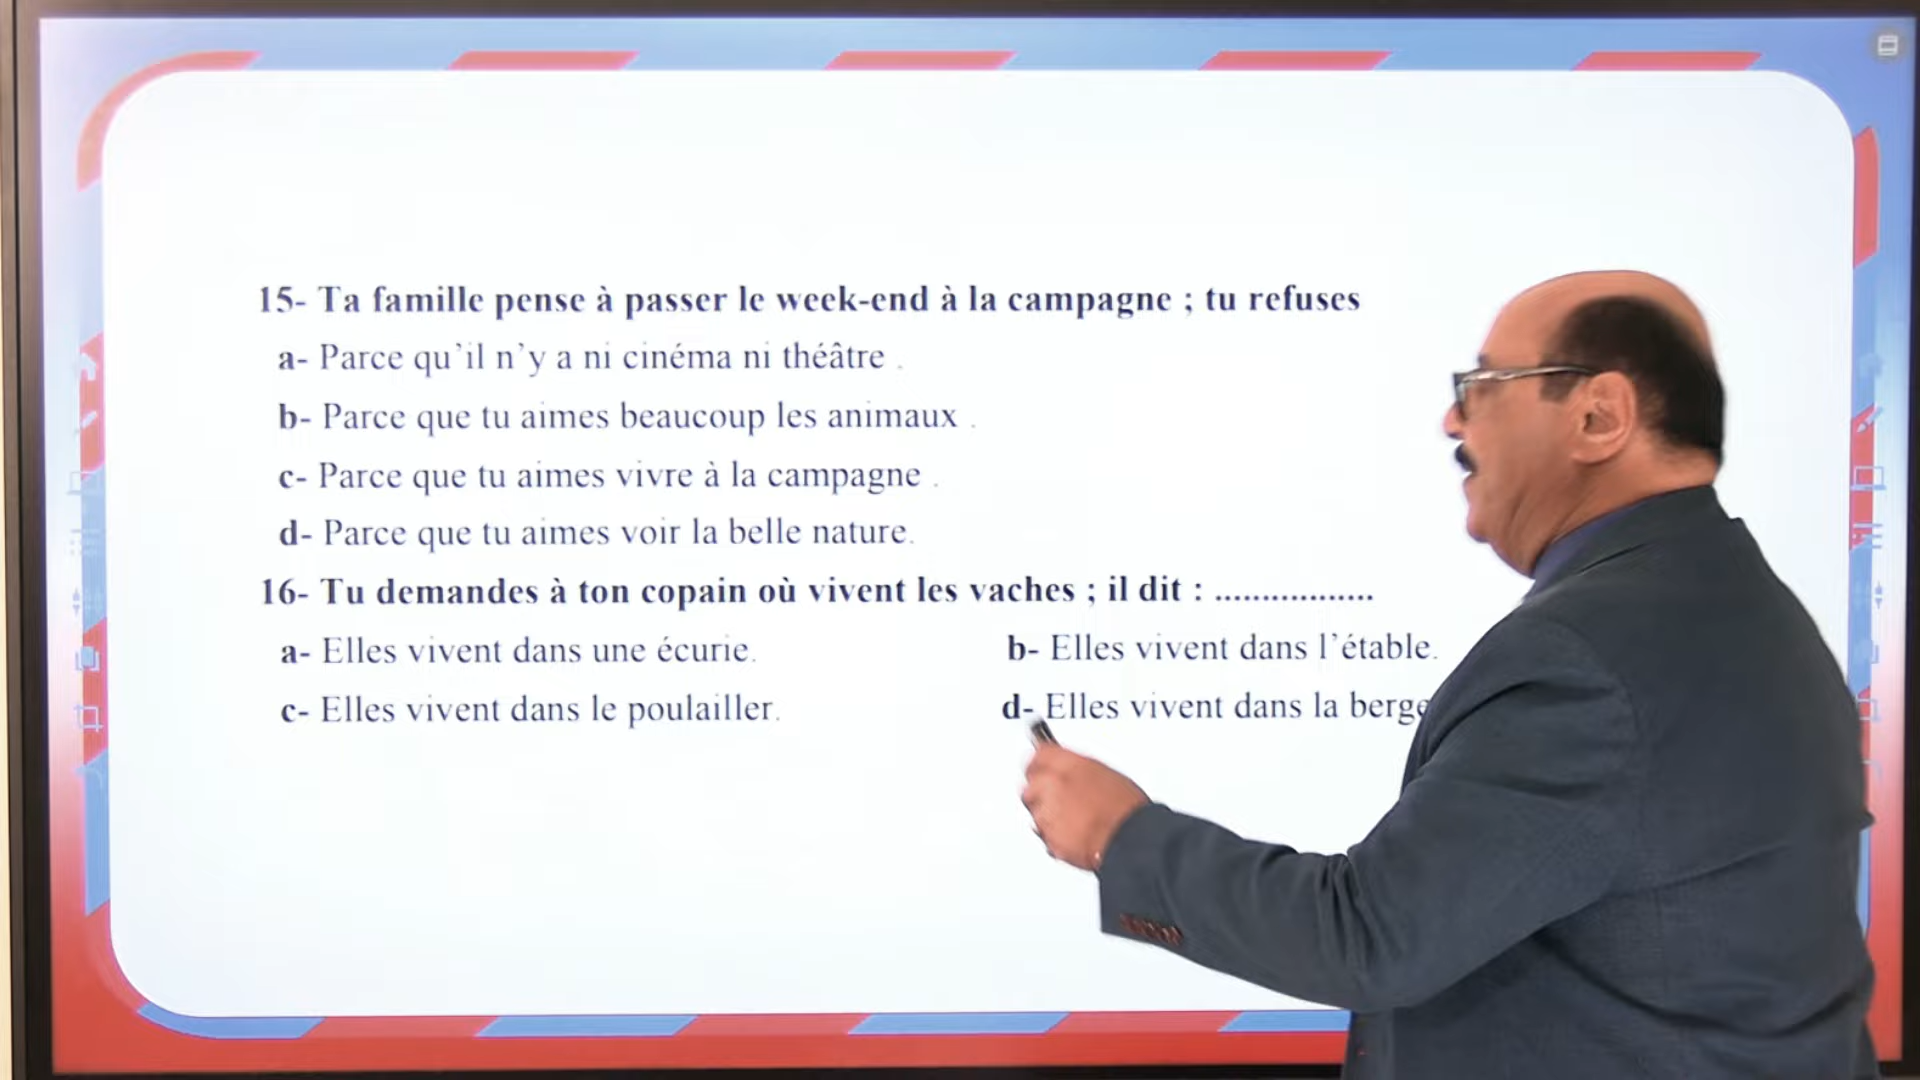 15- Ta famille pense à passer le week-end à la campagne ; tu refuses
a- Parce qu’il n’y a ni cinéma ni théâtre .
b- Parce que tu aimes beaucoup les animaux .
c- Parce que tu aimes vivre à la campagne .
d- Parce que tu aimes voir la belle nature.
16- Tu demandes à ton copain où vivent les vaches ; il dit : .................
a- Elles vivent dans une écurie. b- Elles vivent dans l’étable.
c- Elles vivent dans le poulailler. d- Elles vivent dans la